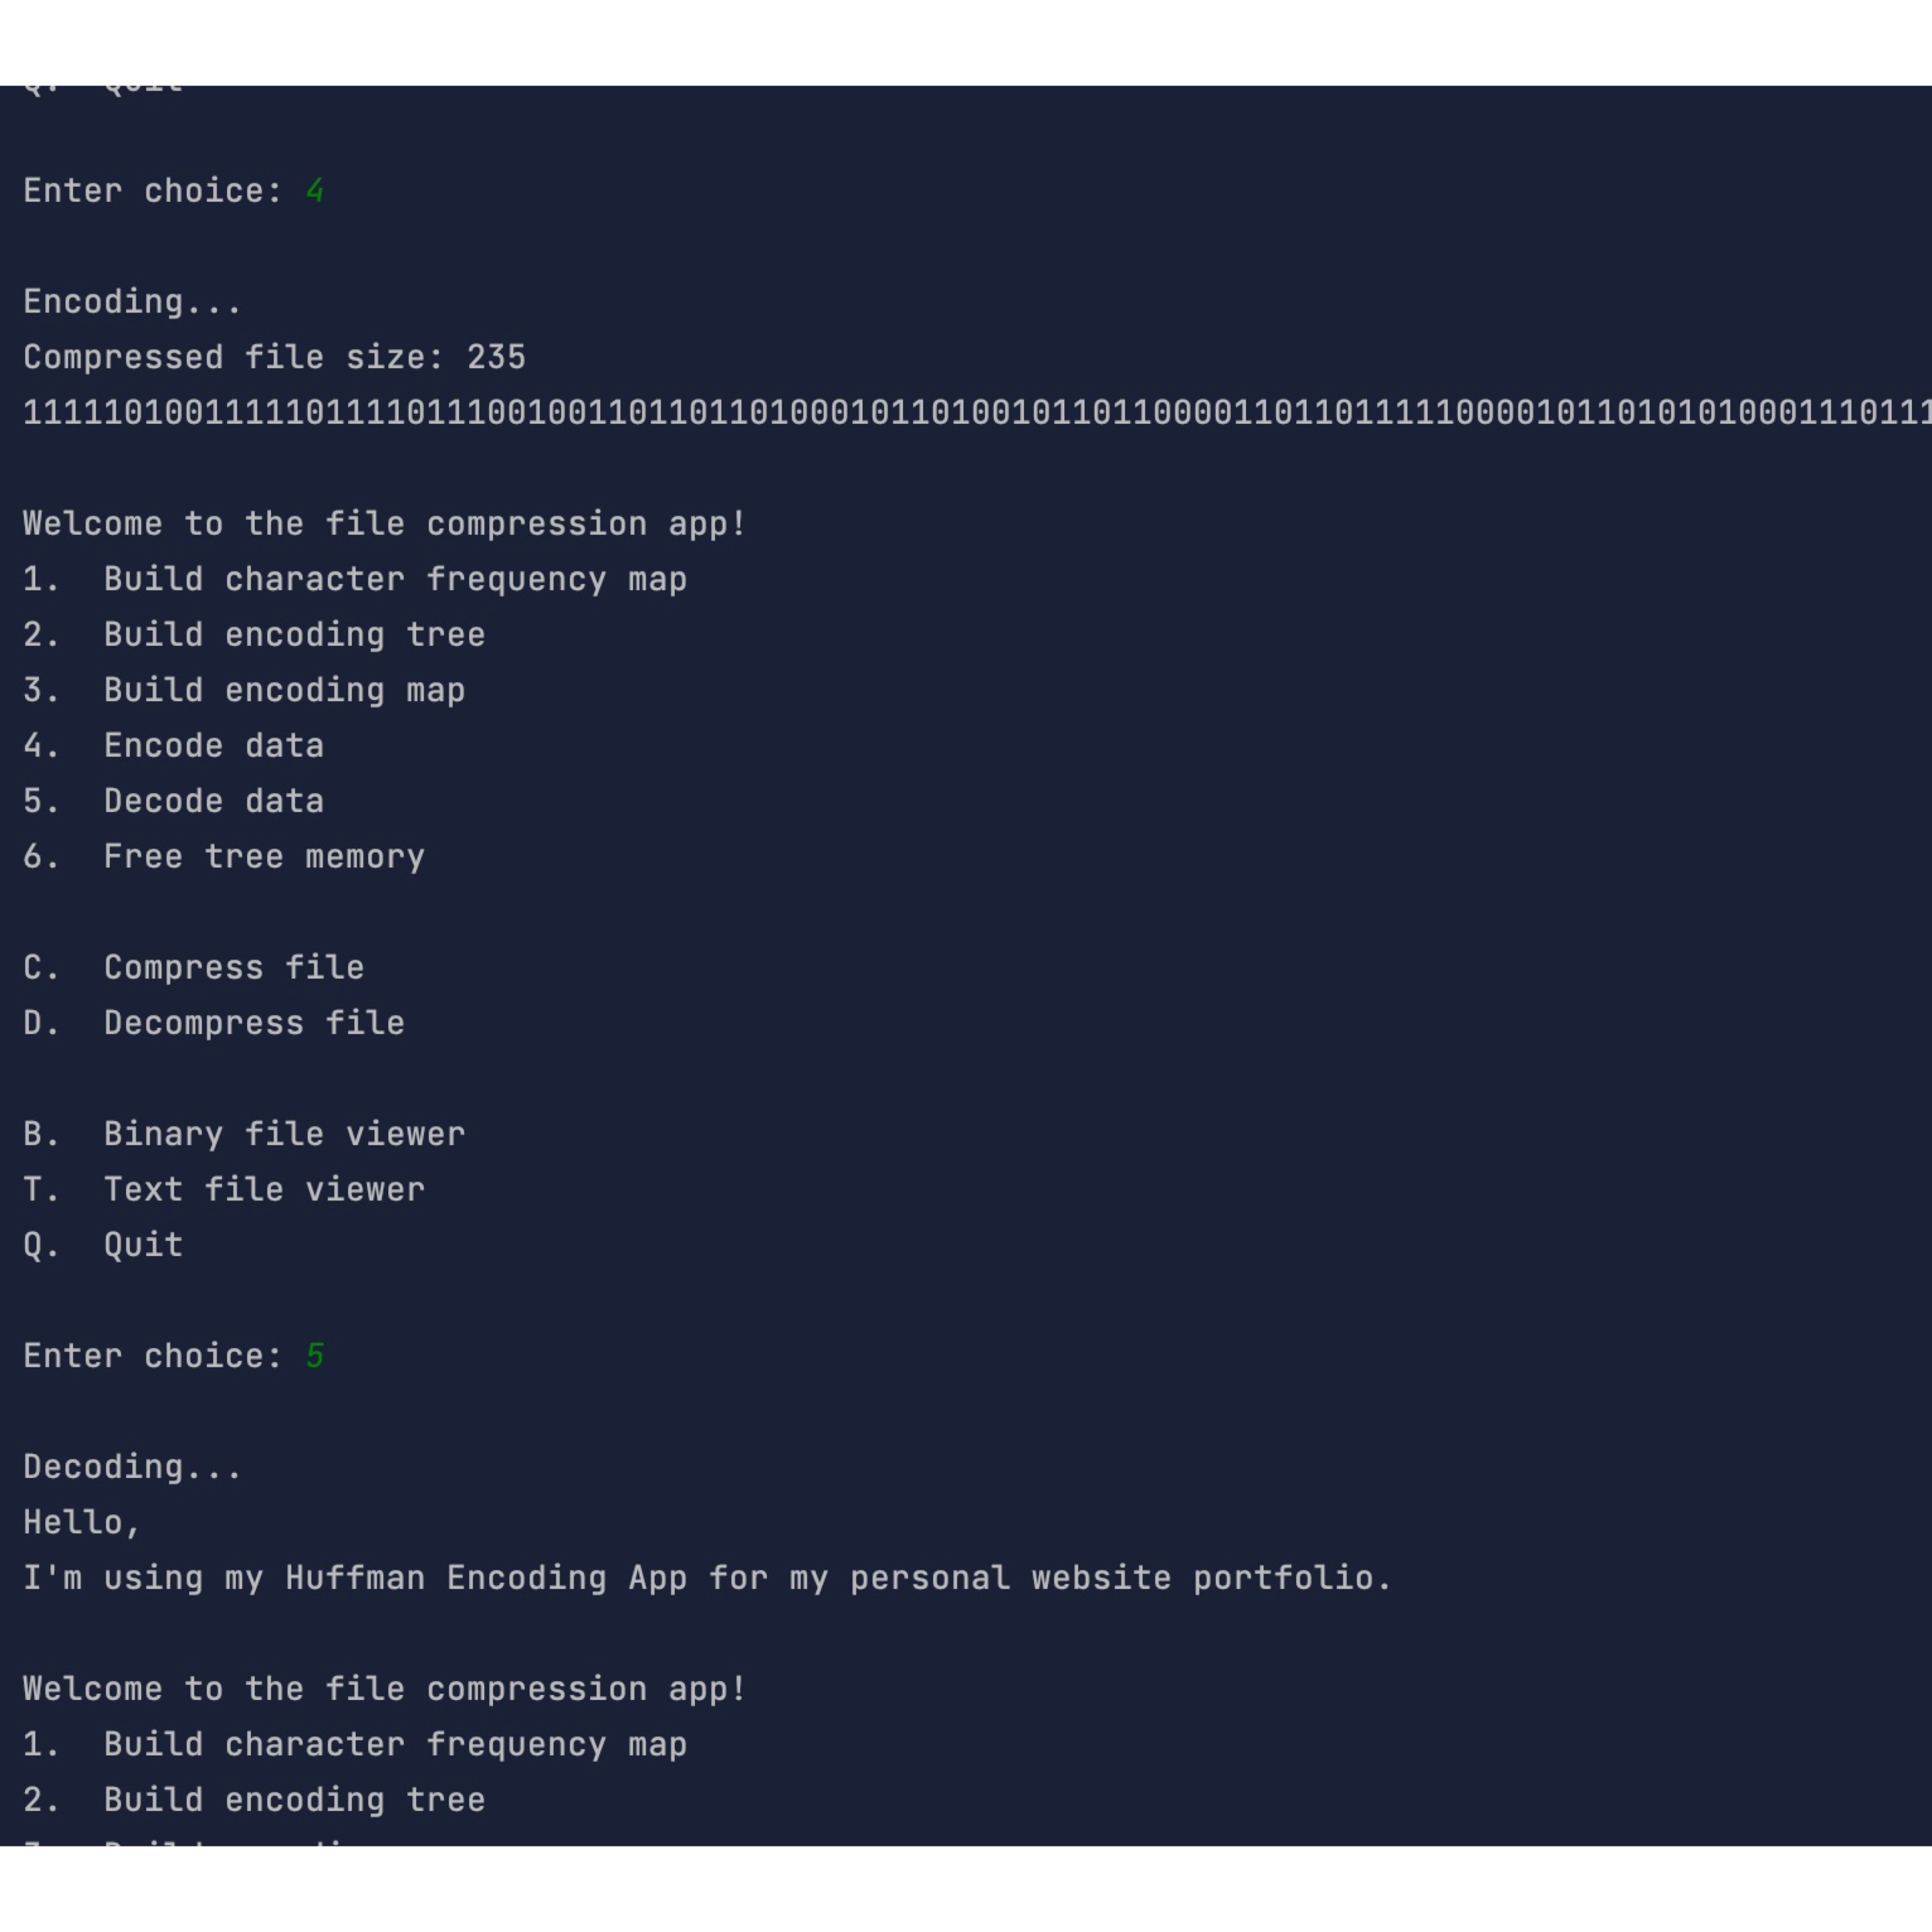 Q.  Quit
Enter choice: 4
Encoding...
Compressed file size: 235
11111010011111011110111001001101101101000101101001011011000011011011111000010110101010001110111
Welcome to the file compression app!
1.  Build character frequency map
2.  Build encoding tree
3.  Build encoding map
4.  Encode data
5.  Decode data
6.  Free tree memory
C.  Compress file
D.  Decompress file
B.  Binary file viewer
T.  Text file viewer
Q.  Quit
Enter choice: 5
Decoding...
Hello,
I'm using my Huffman Encoding App for my personal website portfolio.
Welcome to the file compression app!
1.  Build character frequency map
2.  Build encoding tree